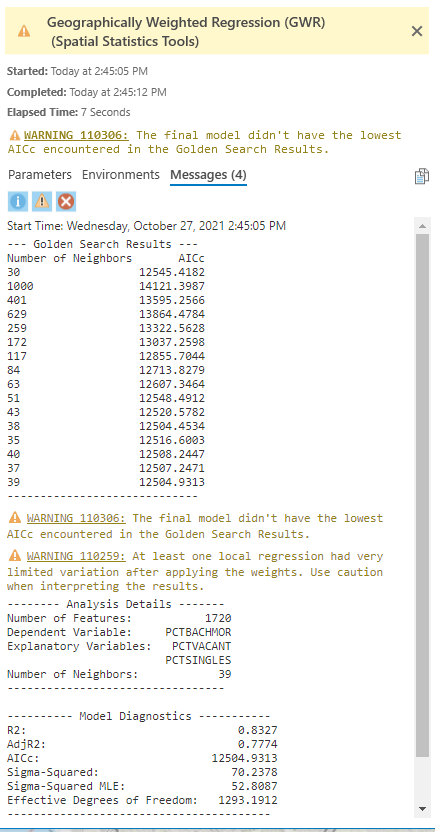 Geographically Weighted Regression (GWR)
(Spatial Statistics Tools)
Started: Today at 2:45:05 PM
Completed: Today at 2:45:12 PM
Elapsed Time: 7 Seconds
WARNING 110306: The final model didn't have the lowest
AICc encountered in the Golden Search Results.
Parameters Environments Messages (4)
Start Time: Wednesday, October 27, 2021 2:45:05 PM
--- Golden Search Results ---
Number of Neighbors AICc
30 12545.4182
1000 14121.3987
401 13595.2566
629 13864.4784
259 13322.5628
172 13037.2598
117 12855.7044
84 12713.8279
63 12607.3464
51 12548.4912
43 12520.5782
38 12504.4534
35 12516.6003
40 12508.2447
37 12507.2471
39 12504.9313
-----------------------------
WARNING 110306: The final model didn't have the lowest
AICc encountered in the Golden Search Results.
WARNING 110259: At least one local regression had very
limited variation after applying the weights. Use caution
when interpreting the results.
-------- Analysis Details -------
Number of Features: 1720
Dependent Variable: PCTBACHMOR
Explanatory Variables: PCTVACANT
PCTSINGLES
Number of Neighbors: 39
---------------------------------
---------- Model Diagnostics -----------
R2: 0.8327
AdjR2: 0.7774
AICc: 12504.9313
Sigma-Squared: 70.2378
Sigma-Squared MLE: 52.8087
Effective Degrees of Freedom: 1293.1912
----------------------------------------